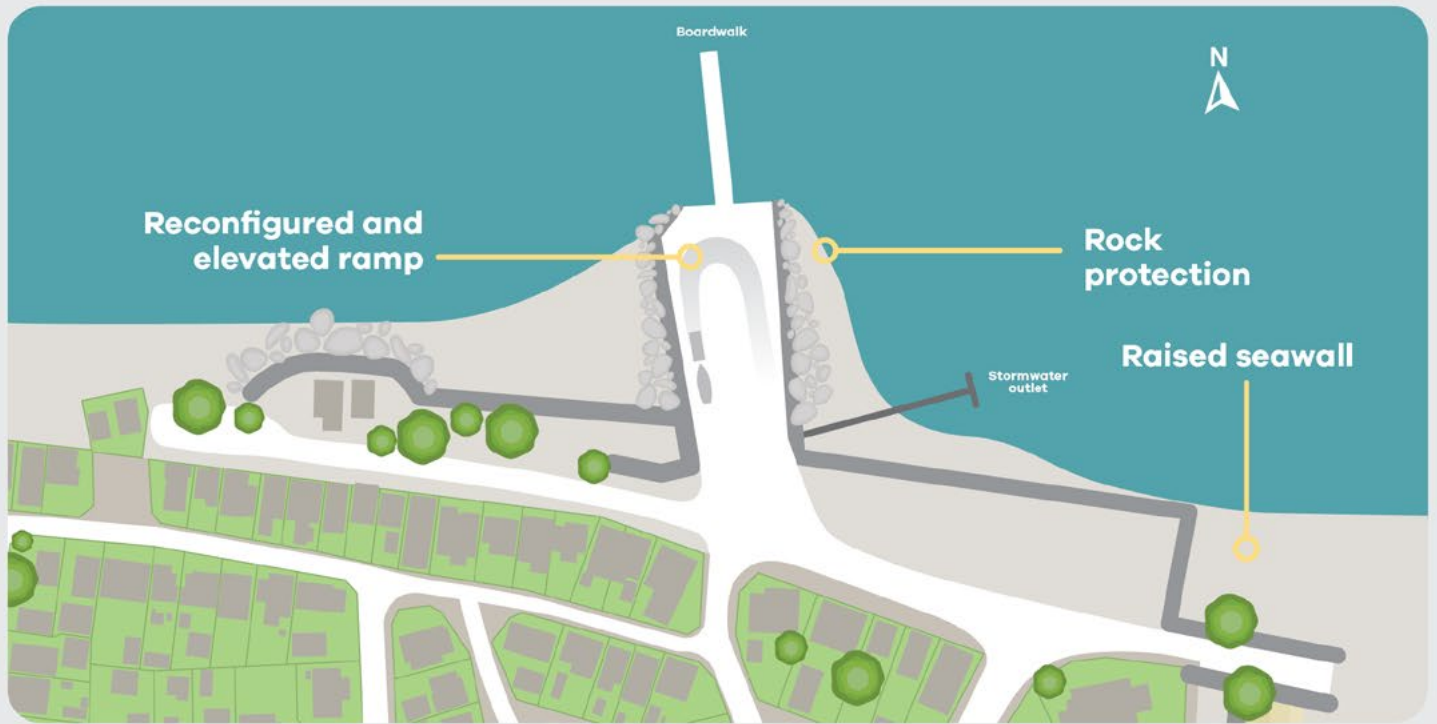 Boardwalk
N
Reconfigured and
elevated ramp
Rock
protection
Raised seawall
Stormwater
outlet